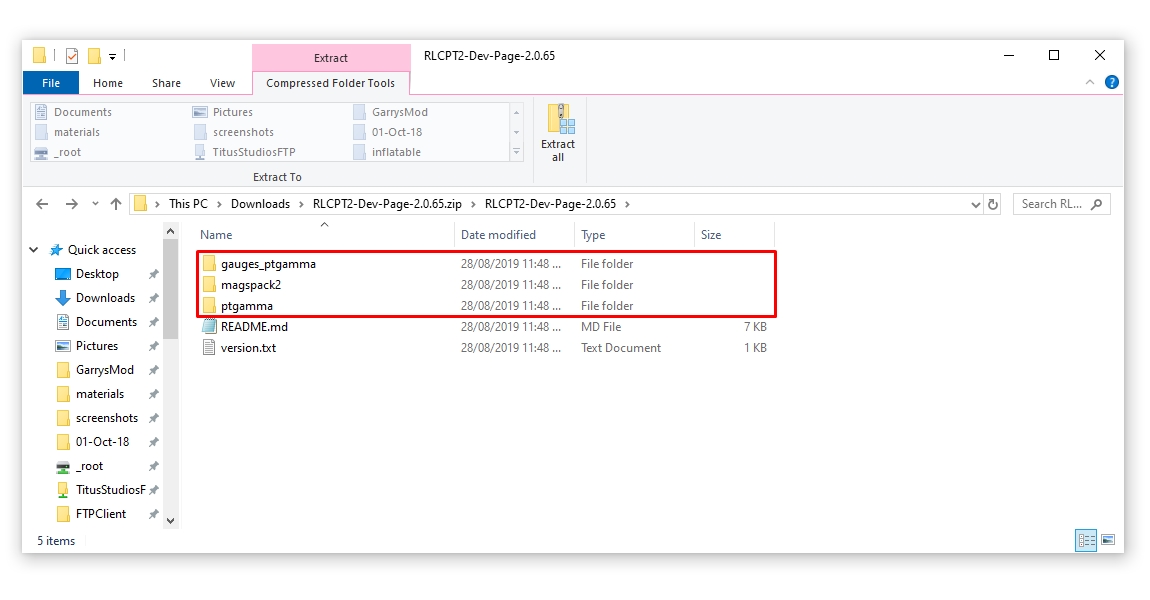 Extract
RLCPT2-Dev-Page-2.0.65
File
Home
Share
View
Compressed Folder Tools
?
Documents
Pictures
GarrysMod
materials
screenshots
01-Oct-18
_root
TitusStudiosFTP
inflatable
Extract all
Extract To
This PC > Downloads > RLCPT2-Dev-Page-2.0.65.zip > RLCPT2-Dev-Page-2.0.65 >
Search RL...
Name Date modified Type Size
Quick access
Desktop
Downloads
Documents
Pictures
GarrysMod
materials
screenshots
01-Oct-18
_root
TitusStudiosF
FTPClient
gauges_ptgamma 28/08/2019 11:48 ... File folder
magspack2 28/08/2019 11:48 ... File folder
ptgamma 28/08/2019 11:48 ... File folder
README.md 28/08/2019 11:48 ... MD File 7 KB
version.txt 28/08/2019 11:48 ... Text Document 1 KB
5 items